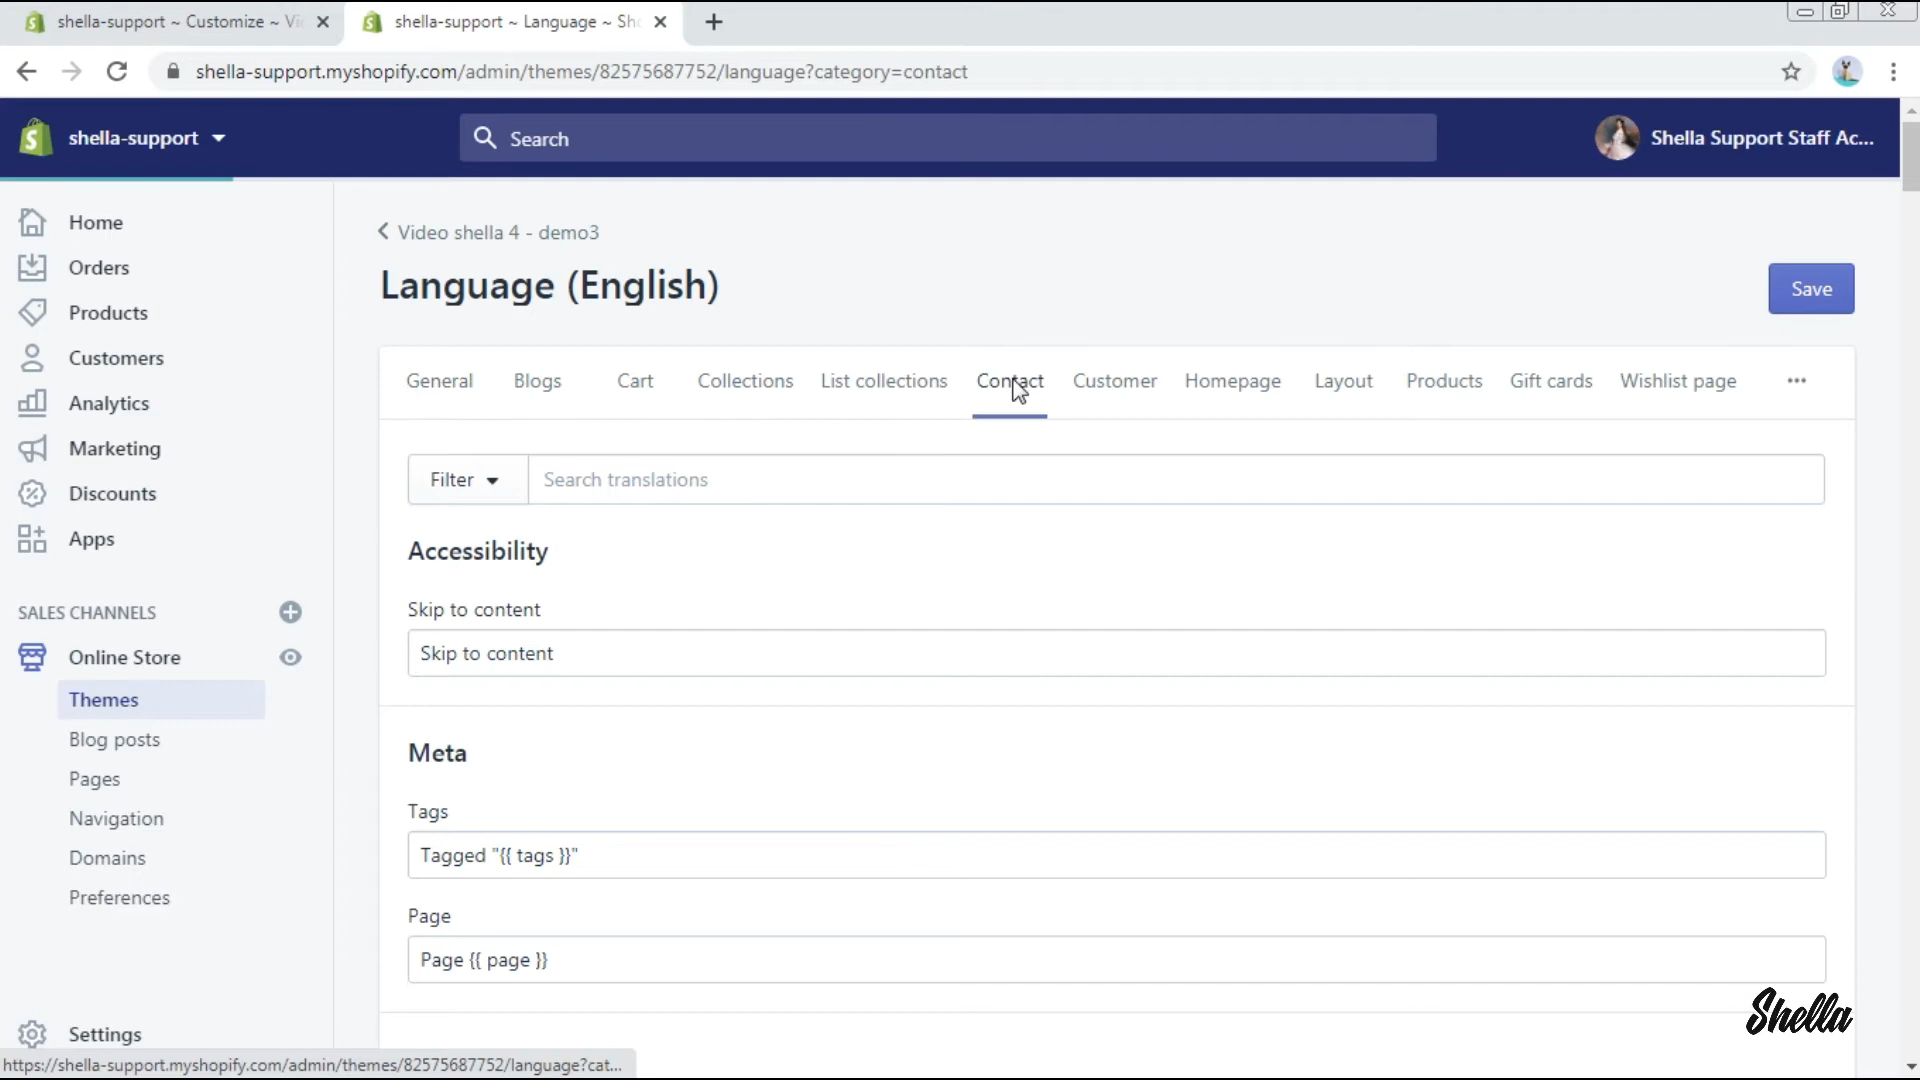 shella-support ~ Customize ~ Vi
shella-support ~ Language ~ Sh
shella-support.myshopify.com/admin/themes/82575687752/language?category=contact
shella-support
Search
Shella Support Staff Ac...
Home
Orders
Products
Customers
Analytics
Marketing
Discounts
Apps
SALES CHANNELS
Online Store
Themes
Blog posts
Pages
Navigation
Domains
Preferences
Settings
Video shella 4 - demo3
Language (English)
Save
General Blogs Cart Collections List collections Contact Customer Homepage Layout Products Gift cards Wishlist page
Filter
Search translations
Accessibility
Skip to content
Skip to content
Meta
Tags
Tagged "{{ tags }}"
Page
Page {{ page }}
Shella
https://shella-support.myshopify.com/admin/themes/82575687752/language?cat...